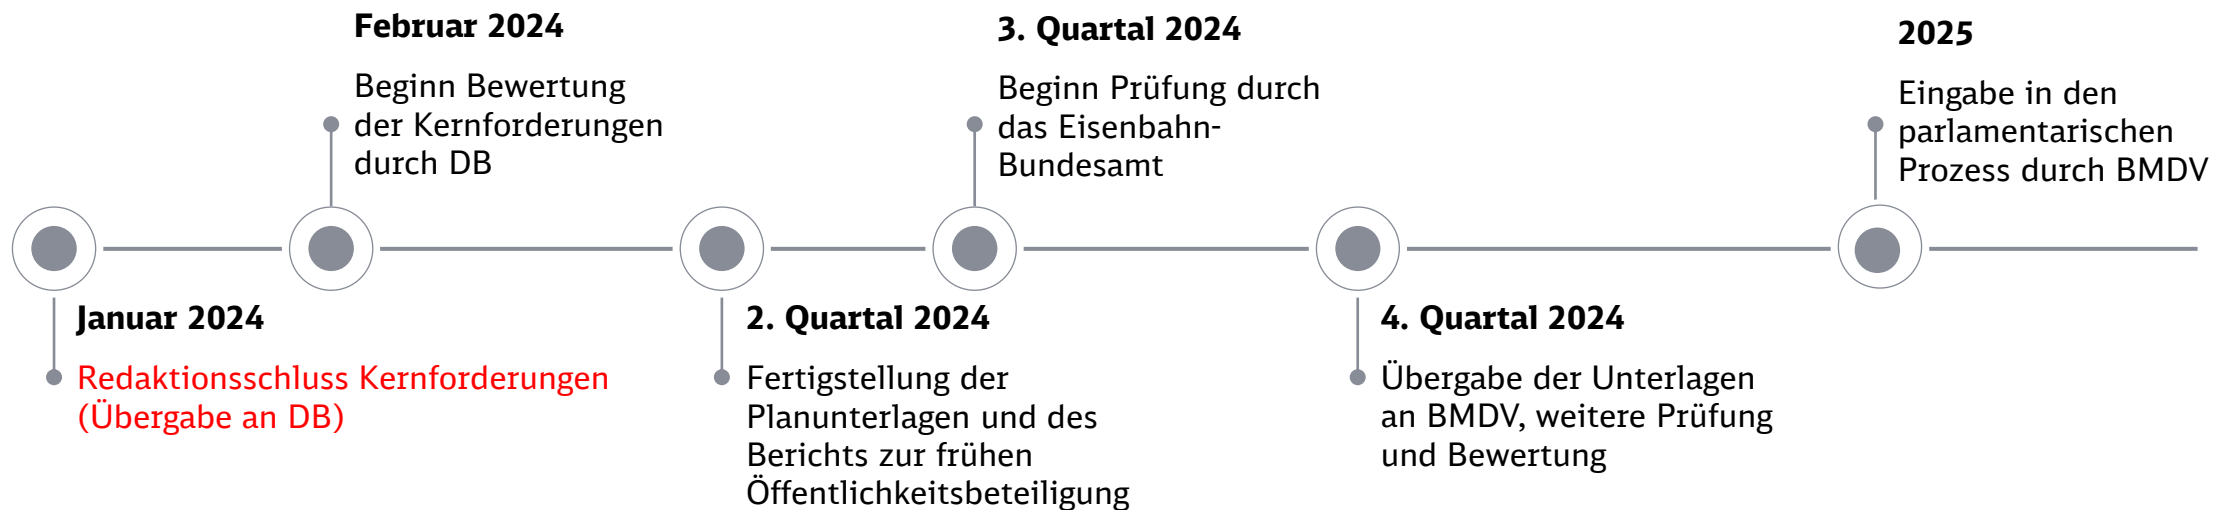 Februar 2024
Beginn Bewertung
der Kernforderungen
durch DB
3. Quartal 2024
Beginn Prüfung durch
das Eisenbahn-
Bundesamt
2025
Eingabe in den
parlamentarischen
Prozess durch BMDV
Januar 2024
Redaktionsschluss Kernforderungen
(Übergabe an DB)
2. Quartal 2024
Fertigstellung der
Planunterlagen und des
Berichts zur frühen
Öffentlichkeitsbeteiligung
4. Quartal 2024
Übergabe der Unterlagen
an BMDV, weitere Prüfung
und Bewertung